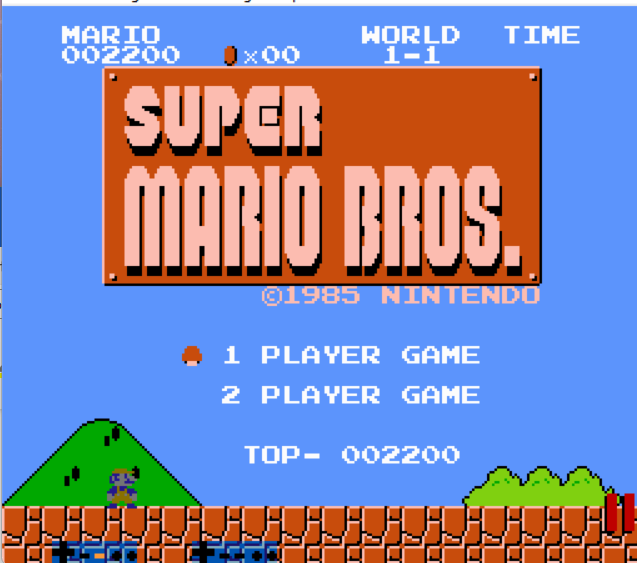 MARIO WORLD TIME
002200 ×00 1-1
SUPER
MARIO BROS.
©1985 NINTENDO
1 PLAYER GAME
2 PLAYER GAME
TOP- 002200